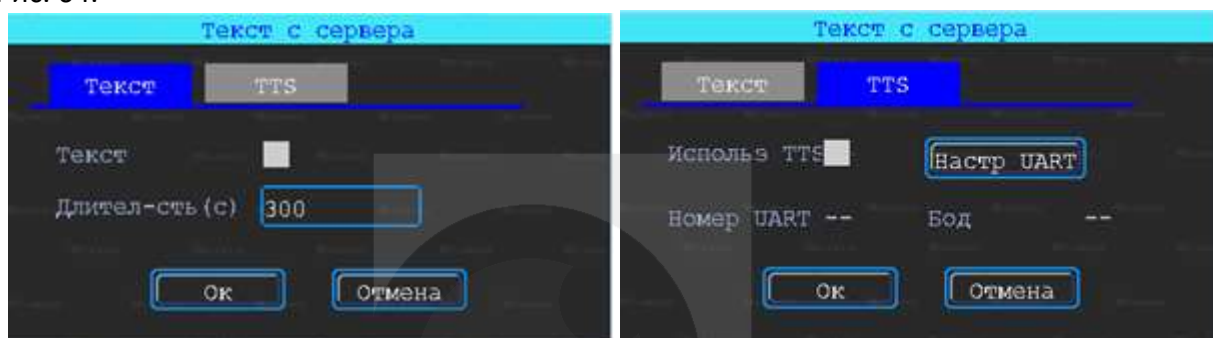 Текст с сервера
Текст TTS
Текст
Длител-сть(с) 300
Ок Отмена
Текст с сервера
Текст TTS
Использ TTS Настр UART
Номер UART -- Бод --
Ок Отмена